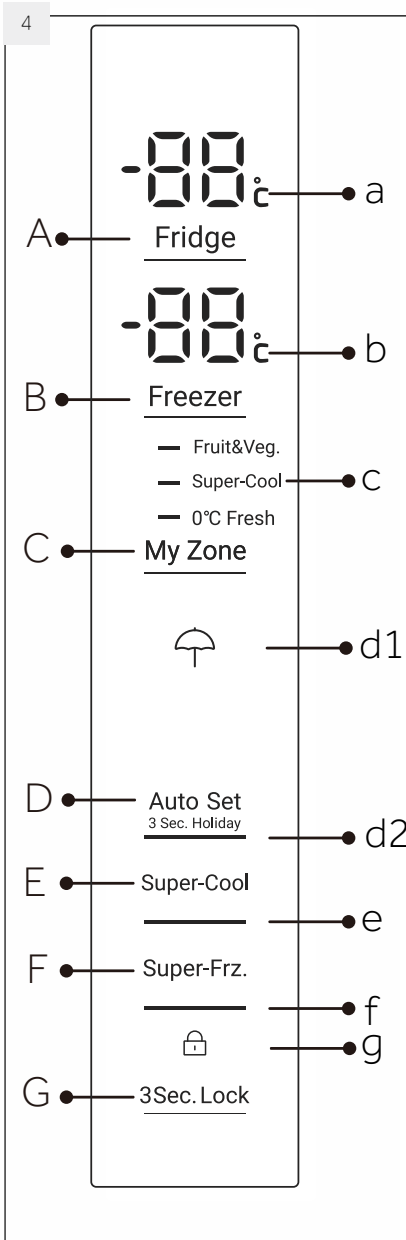 4
-88°c
a
A
Fridge
-88°c
b
B
Freezer
Fruit&Veg.
Super-Cool
c
0°C Fresh
C
My Zone
d1
D
Auto Set
3 Sec. Holiday
d2
E
Super-Cool
e
F
Super-Frz.
f
g
G
3Sec.Lock